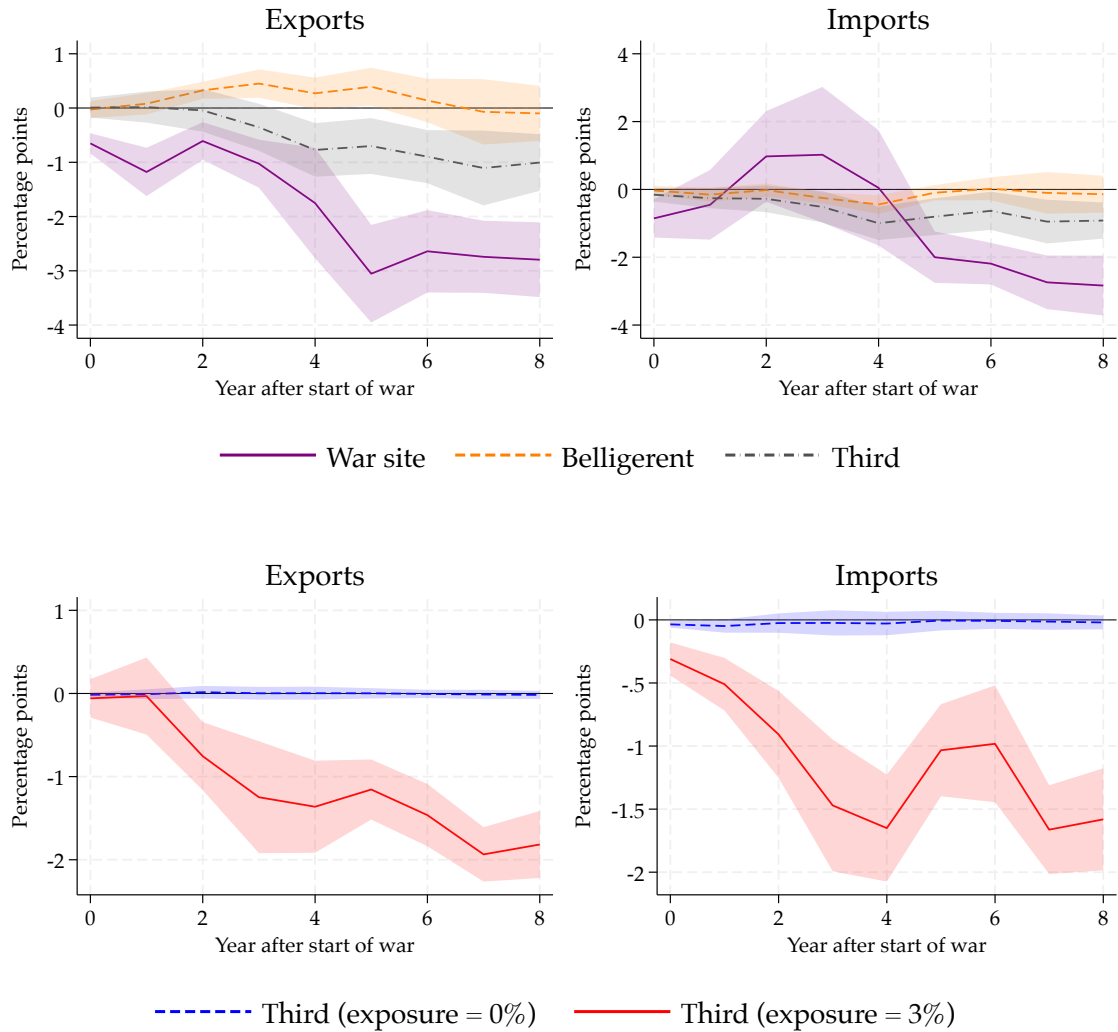 Exports
Percentage points
1
0
-1
-2
-3
-4
0 2 4 6 8
Year after start of war
Imports
Percentage points
4
2
0
-2
-4
0 2 4 6 8
Year after start of war
War site Belligerent Third
Exports
Percentage points
1
0
-1
-2
0 2 4 6 8
Year after start of war
Imports
Percentage points
0
-.5
-1
-1.5
-2
0 2 4 6 8
Year after start of war
Third (exposure = 0%) Third (exposure = 3%)